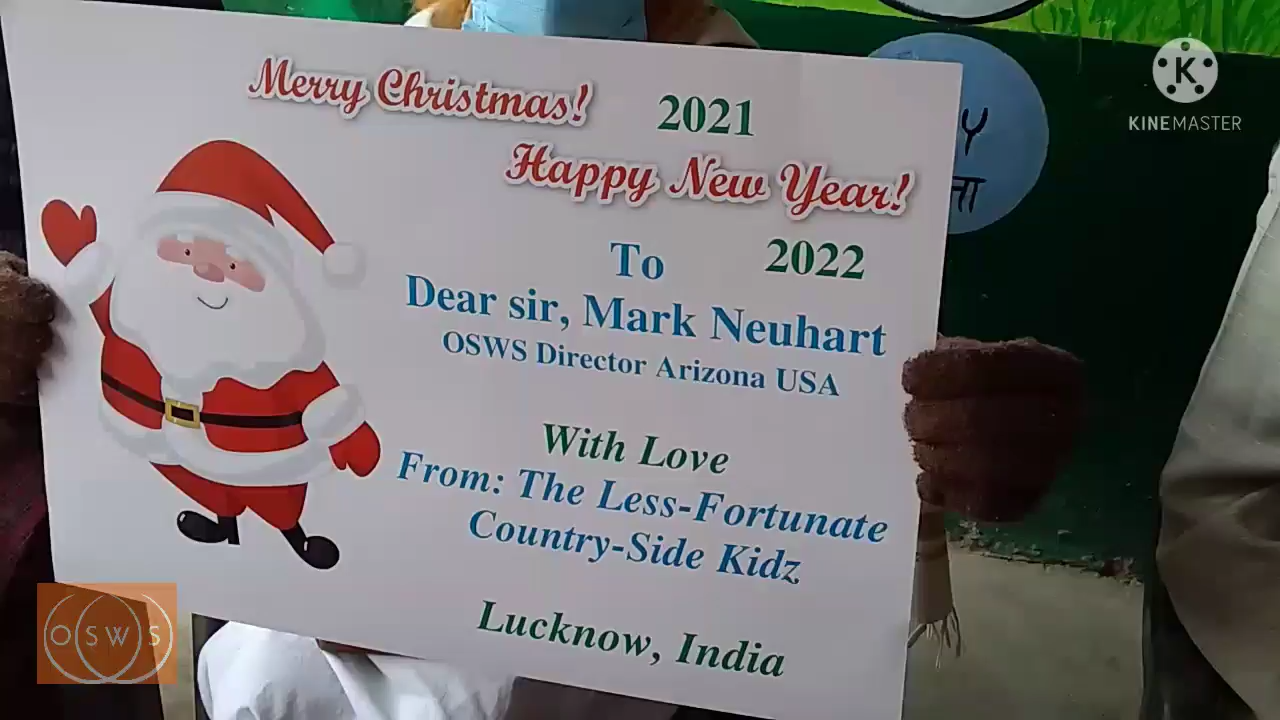 Merry Christmas! 2021
Happy New Year!
2022
To
Dear sir, Mark Neuhart
OSWS Director Arizona USA
With Love
From: The Less-Fortunate
Country-Side Kidz
Lucknow, India
K
KINEMASTER
OSWS